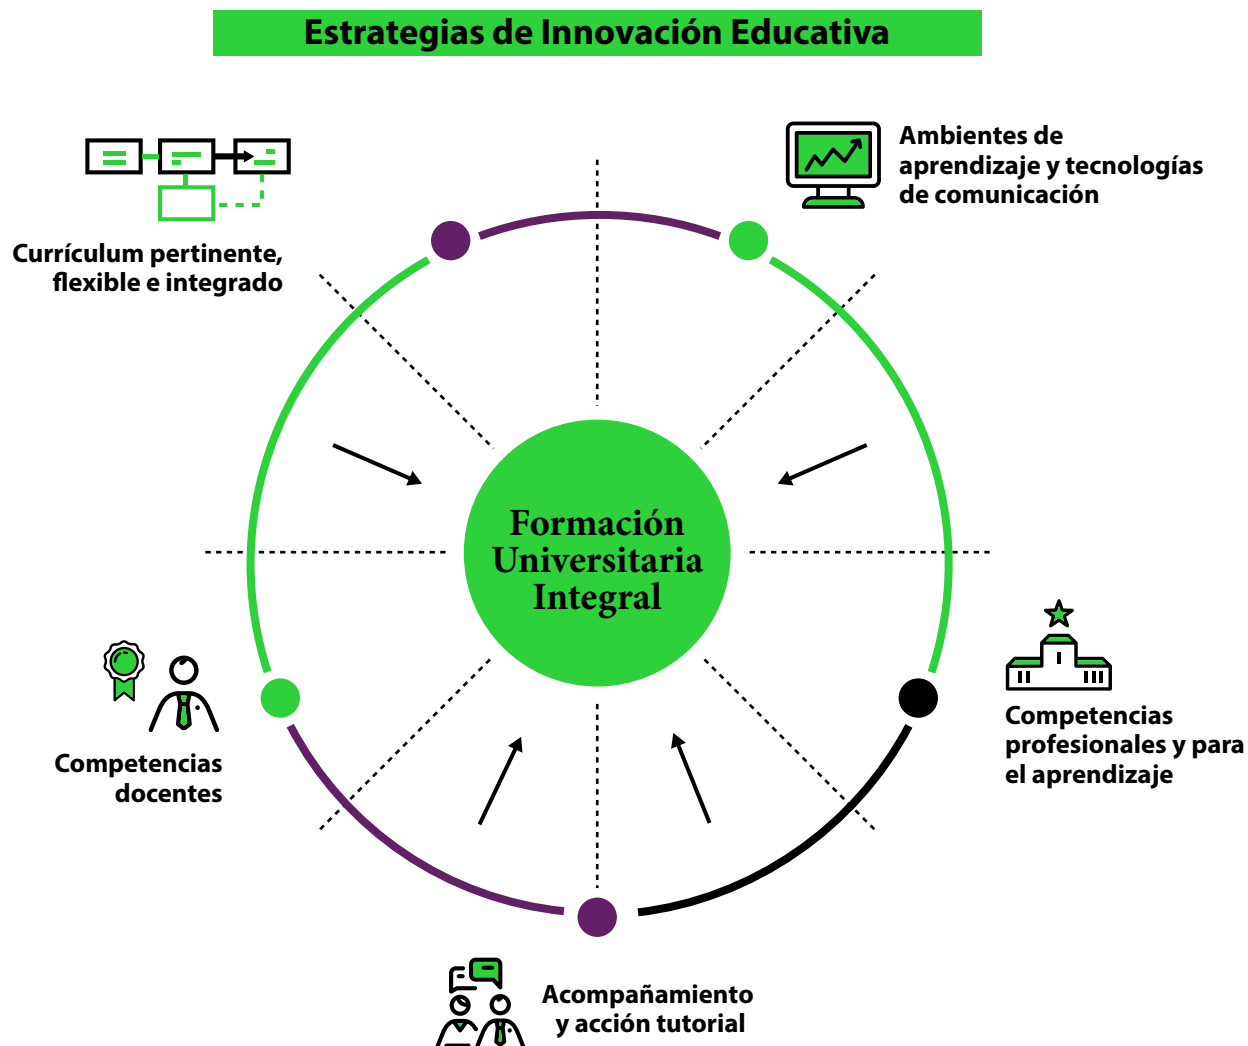 Estrategias de Innovación Educativa
Ambientes de
aprendizaje y tecnologías
de comunicación
Currículum pertinente,
flexible e integrado
Formación
Universitaria
Integral
Competencias
profesionales y para
el aprendizaje
Competencias
docentes
Acompañamiento
y acción tutorial